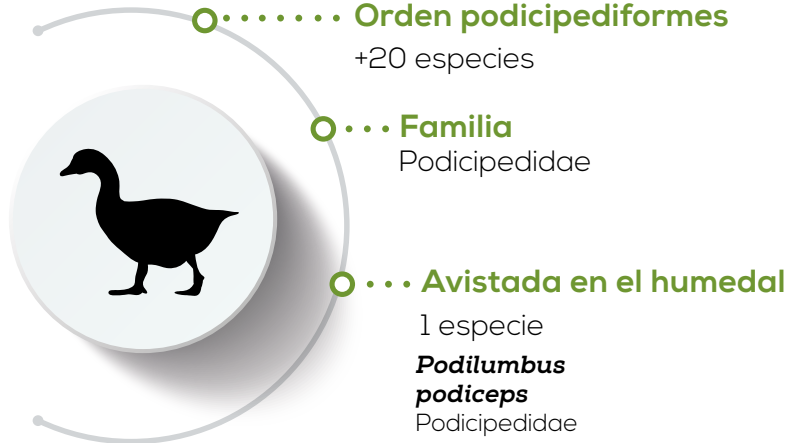 Orden podicipediformes
+20 especies
Familia
Podicipedidae
Avistada en el humedal
1 especie
Podilumbus
podiceps
Podicipedidae